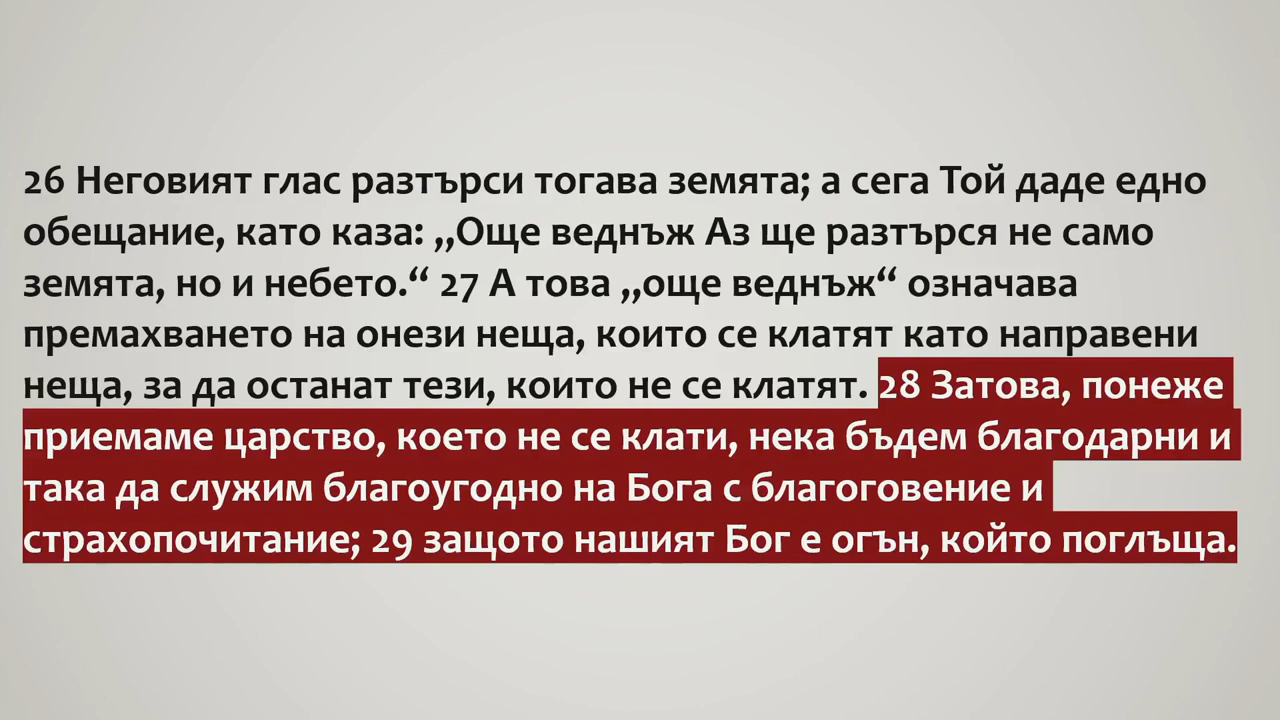 26 Неговият глас разтърси тогава земята; а сега Той даде едно
обещание, като каза: „Още веднъж Аз ще разтърся не само
земята, но и небето.“ 27 А това „още веднъж“ означава
премахването на онези неща, които се клатят като направени
неща, за да останат тези, които не се клатят. 28 Затова, понеже
приемаме царство, което не се клати, нека бъдем благодарни и
така да служим благоугодно на Бога с благоговение и
страхопочитание; 29 защото нашият Бог е огън, който поглъща.